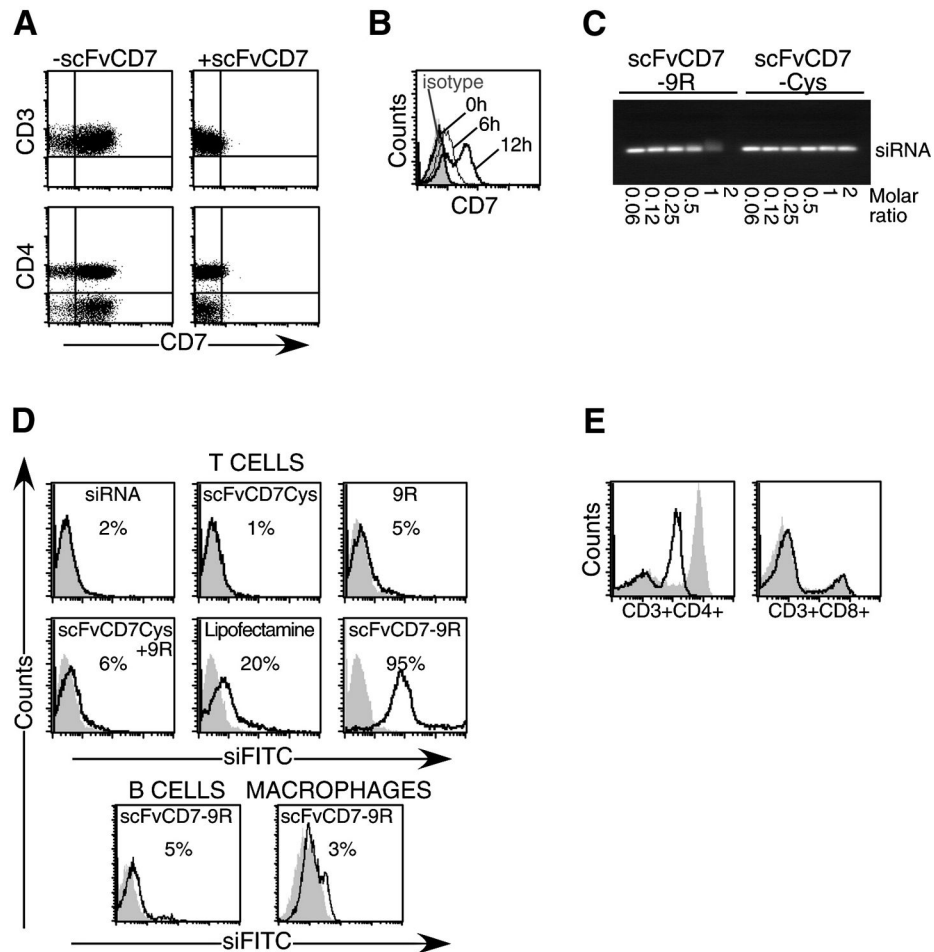 A
-scFvCD7 +scFvCD7
CD3
CD4
CD7
B
isotype
0h
6h
12h
Counts
CD7
C
scFvCD7 scFvCD7
-9R -Cys
siRNA
0.06 0.12 0.25 0.5 1 2 0.06 0.12 0.25 0.5 1 2
Molar
ratio
D
T CELLS
siRNA scFvCD7Cys 9R
2% 1% 5%
scFvCD7Cys Lipofectamine scFvCD7-9R
+9R
6% 20% 95%
Counts
siFITC
B CELLS MACROPHAGES
scFvCD7-9R scFvCD7-9R
5% 3%
siFITC
E
Counts
CD3+CD4+ CD3+CD8+